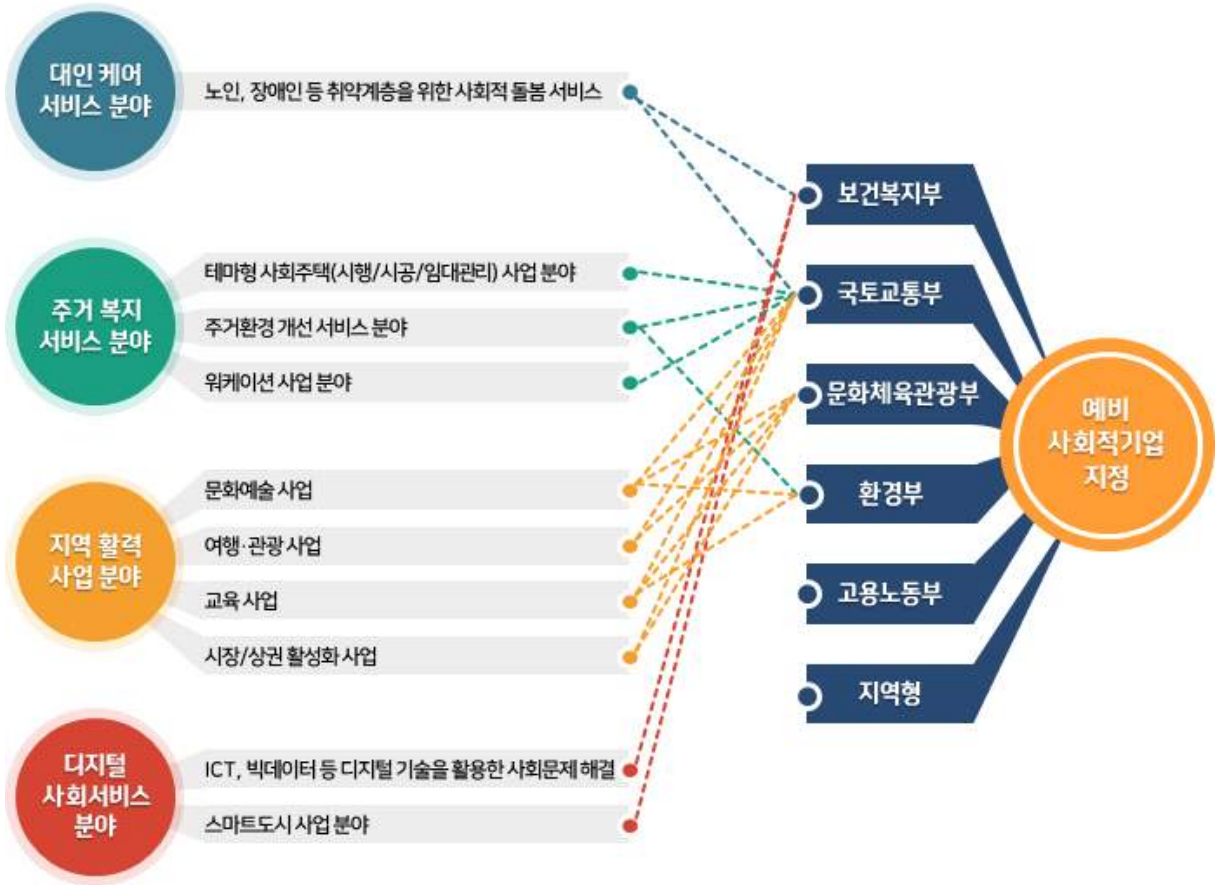 대인 케어
서비스 분야
노인, 장애인 등 취약계층을 위한 사회적 돌봄 서비스
주거 복지
서비스 분야
테마형 사회주택(시행/시공/임대관리) 사업 분야
주거환경 개선 서비스 분야
워케이션 사업 분야
지역 활력
사업 분야
문화예술 사업
여행·관광 사업
교육 사업
시장/상권 활성화 사업
디지털
사회서비스
분야
ICT, 빅데이터 등 디지털 기술을 활용한 사회문제 해결
스마트도시 사업 분야
보건복지부
국토교통부
문화체육관광부
환경부
고용노동부
지역형
예비
사회적기업
지정